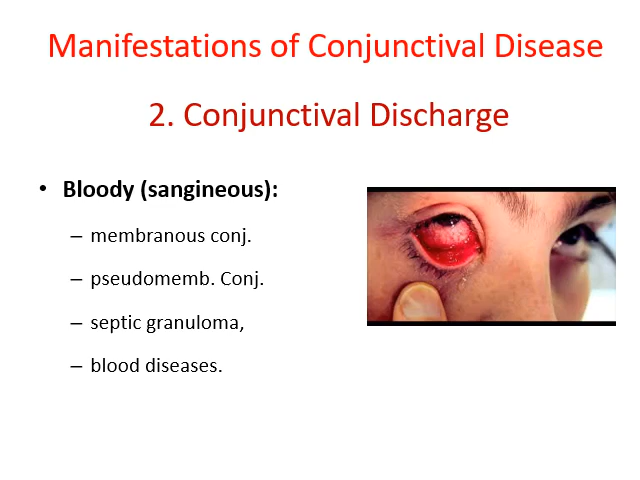 Manifestations of Conjunctival Disease
2. Conjunctival Discharge
• Bloody (sangineous):
– membranous conj.
– pseudomemb. Conj.
– septic granuloma,
– blood diseases.